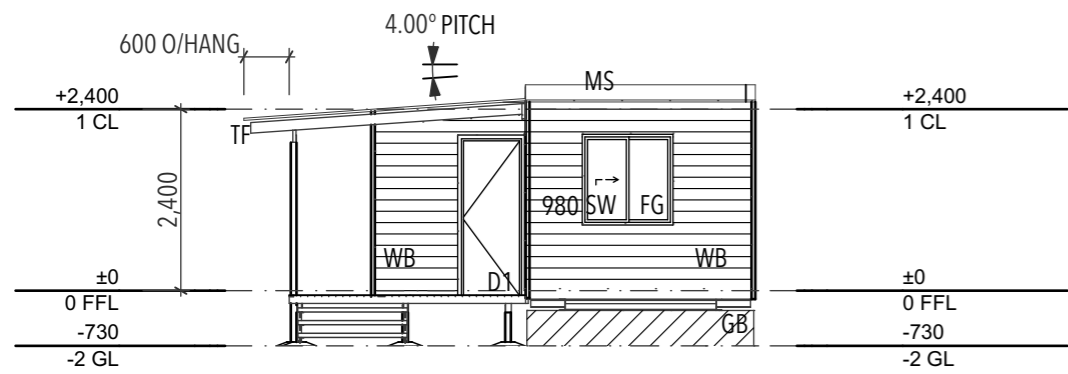 4.00° PITCH
600 O/HANG
MS
+2,400
1 CL
+2,400
1 CL
TF
2,400
980 SW FG
WB
WB
D1
±0
0 FFL
±0
0 FFL
GB
-730
-2 GL
-730
-2 GL